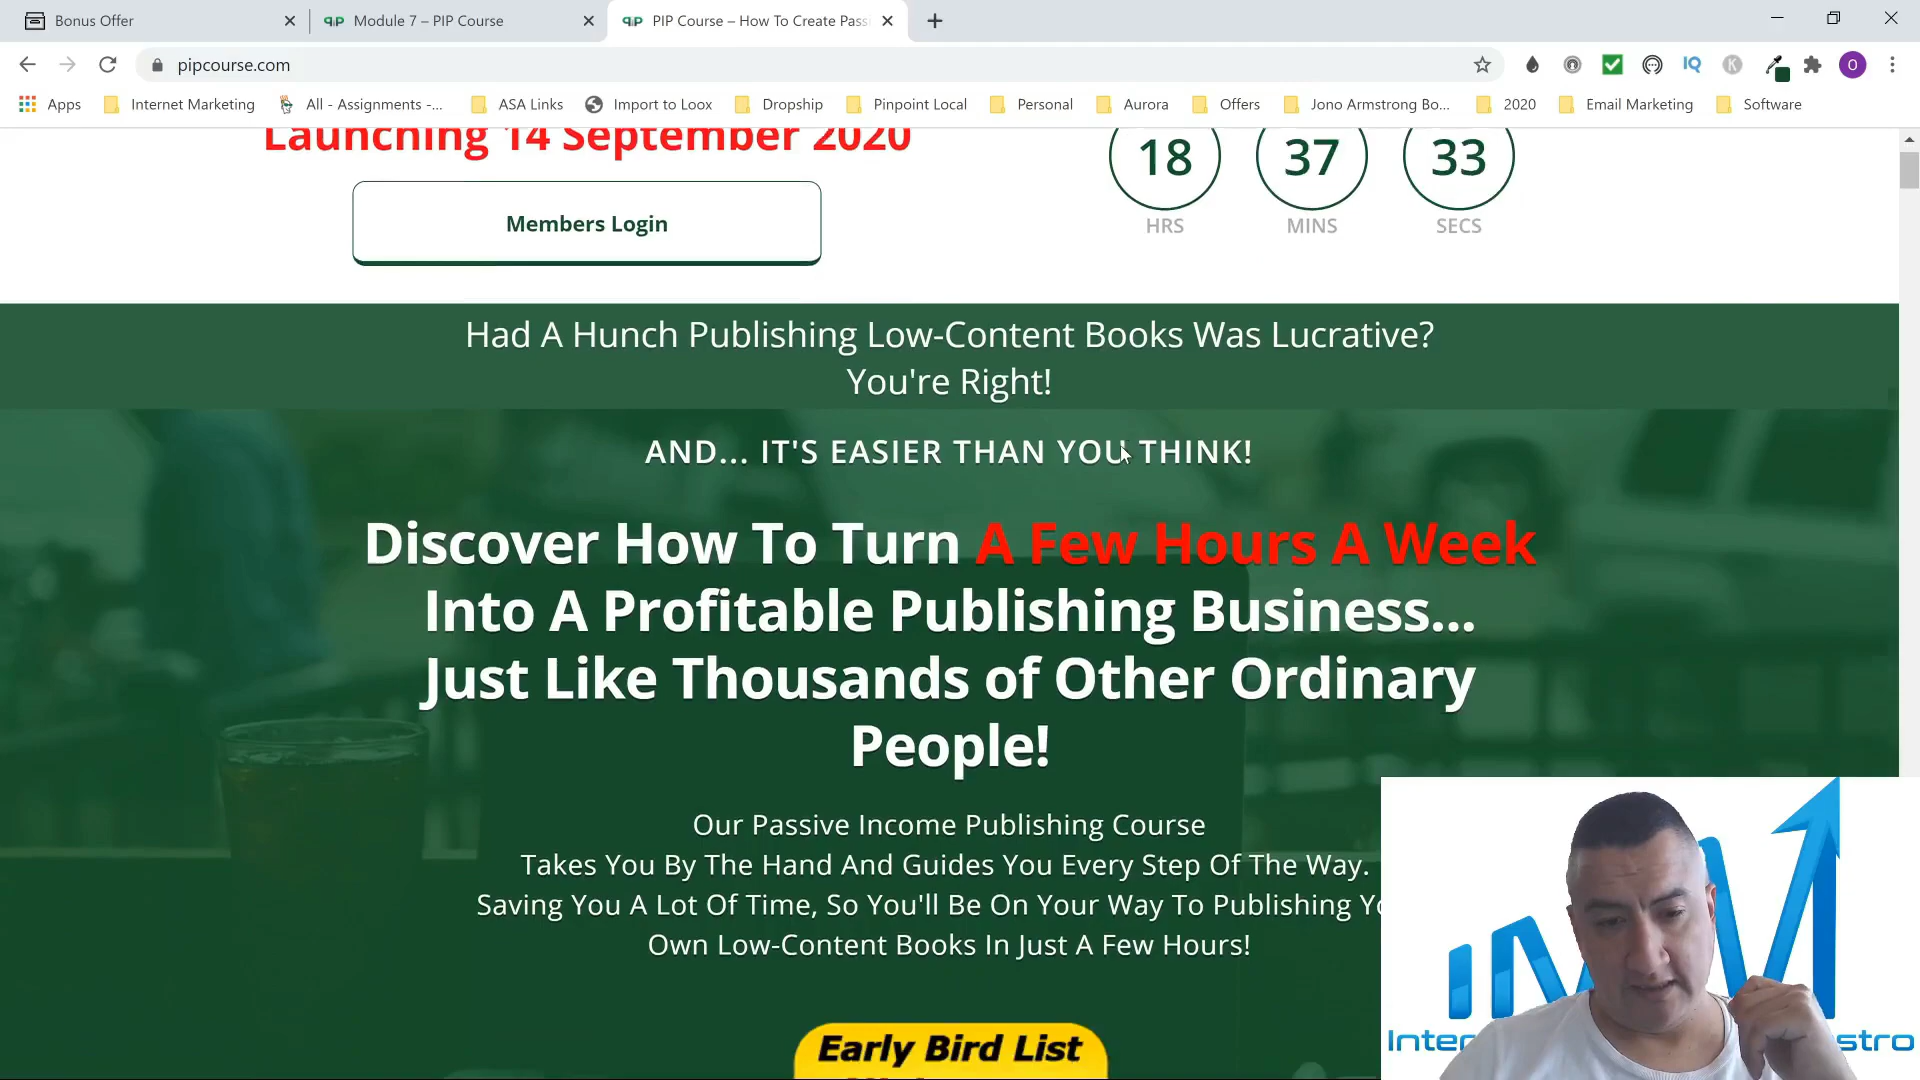 Bonus Offer
Module 7 – PIP Course
PIP Course – How To Create Pass
pipcourse.com
IQ
K
O
Apps
Internet Marketing
All - Assignments -...
ASA Links
Import to Loox
Dropship
Pinpoint Local
Personal
Aurora
Offers
Jono Armstrong Bo...
2020
Email Marketing
Software
Launching 14 September 2020
18
37
33
HRS
MINS
SECS
Members Login
Had A Hunch Publishing Low-Content Books Was Lucrative?
You're Right!
AND... IT'S EASIER THAN YOU THINK!
Discover How To Turn A Few Hours A Week
Into A Profitable Publishing Business...
Just Like Thousands of Other Ordinary
People!
Our Passive Income Publishing Course
Takes You By The Hand And Guides You Every Step Of The Way.
Saving You A Lot Of Time, So You'll Be On Your Way To Publishing
Own Low-Content Books In Just A Few Hours!
Early Bird List